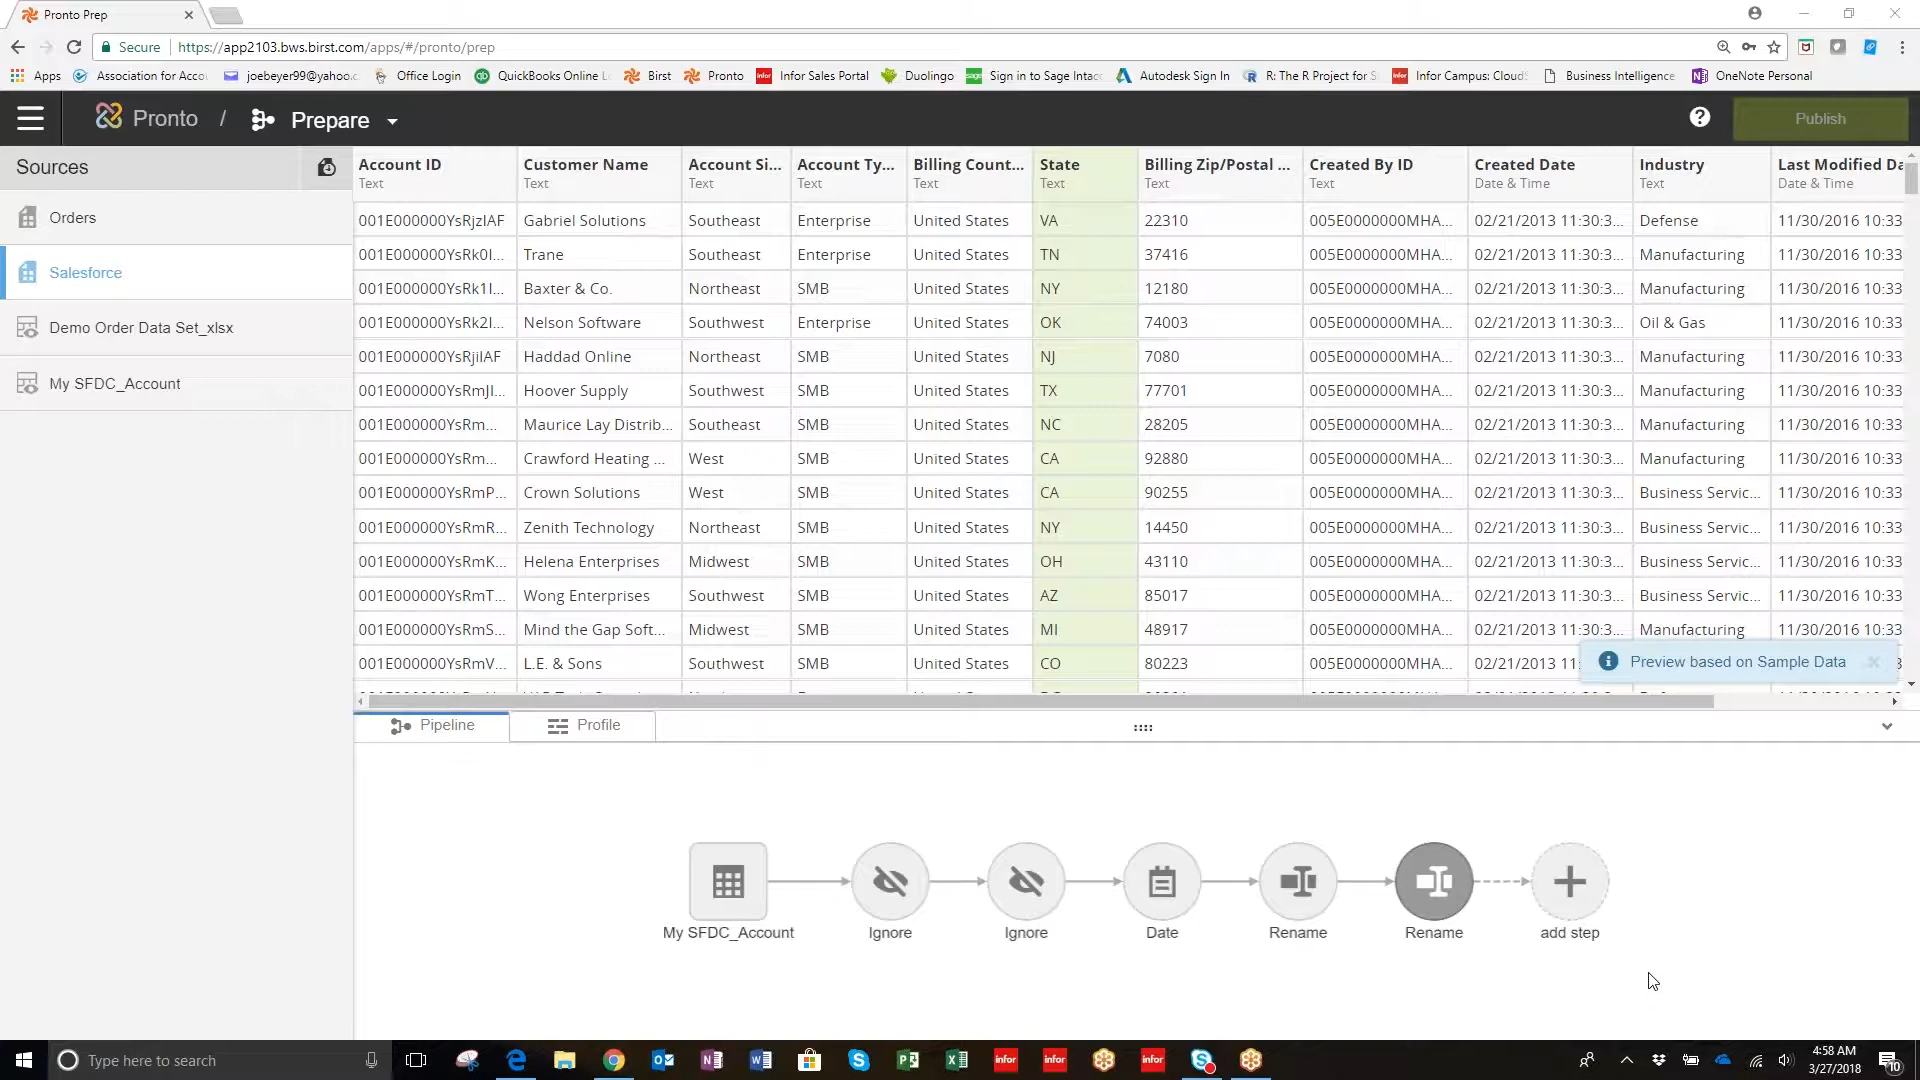 Pronto Prep
Secure https://app2103.bws.birst.com/apps/#/pronto/prep
Apps Association for Accou joebeyer99@yahoo.c Office Login QuickBooks Online L Birst Pronto Infor Sales Portal Duolingo Sign in to Sage Intac Autodesk Sign In R: The R Project for S Infor Campus: Cloud Business Intelligence OneNote Personal
Pronto / Prepare Publish
Sources
Orders
Salesforce
Demo Order Data Set_xlsx
My SFDC_Account
Account ID Customer Name Account Si... Account Ty... Billing Count... State Billing Zip/Postal ... Created By ID Created Date Industry Last Modified Da
Text Text Text Text Text Text Text Text Date & Time Text Date & Time
001E000000YsRjzIAF Gabriel Solutions Southeast Enterprise United States VA 22310 005E0000000MHA... 02/21/2013 11:30:3... Defense 11/30/2016 10:33
001E000000YsRk0I... Trane Southeast Enterprise United States TN 37416 005E0000000MHA... 02/21/2013 11:30:3... Manufacturing 11/30/2016 10:33
001E000000YsRk1I... Baxter & Co. Northeast SMB United States NY 12180 005E0000000MHA... 02/21/2013 11:30:3... Manufacturing 11/30/2016 10:33
001E000000YsRk2I... Nelson Software Southwest Enterprise United States OK 74003 005E0000000MHA... 02/21/2013 11:30:3... Oil & Gas 11/30/2016 10:33
001E000000YsRjiIAF Haddad Online Northeast SMB United States NJ 7080 005E0000000MHA... 02/21/2013 11:30:3... Manufacturing 11/30/2016 10:33
001E000000YsRmJI... Hoover Supply Southwest SMB United States TX 77701 005E0000000MHA... 02/21/2013 11:30:3... Manufacturing 11/30/2016 10:33
001E000000YsRm... Maurice Lay Distrib... Southeast SMB United States NC 28205 005E0000000MHA... 02/21/2013 11:30:3... Manufacturing 11/30/2016 10:33
001E000000YsRm... Crawford Heating ... West SMB United States CA 92880 005E0000000MHA... 02/21/2013 11:30:3... Manufacturing 11/30/2016 10:33
001E000000YsRmP... Crown Solutions West SMB United States CA 90255 005E0000000MHA... 02/21/2013 11:30:3... Business Servic... 11/30/2016 10:33
001E000000YsRmR... Zenith Technology Northeast SMB United States NY 14450 005E0000000MHA... 02/21/2013 11:30:3... Business Servic... 11/30/2016 10:33
001E000000YsRmK... Helena Enterprises Midwest SMB United States OH 43110 005E0000000MHA... 02/21/2013 11:30:3... Business Servic... 11/30/2016 10:33
001E000000YsRmT... Wong Enterprises Southwest SMB United States AZ 85017 005E0000000MHA... 02/21/2013 11:30:3... Business Servic... 11/30/2016 10:33
001E000000YsRmS... Mind the Gap Soft... Midwest SMB United States MI 48917 005E0000000MHA... 02/21/2013 11:30:3... Manufacturing 11/30/2016 10:33
001E000000YsRmV... L.E. & Sons Southwest SMB United States CO 80223 005E0000000MHA... 02/21/2013 11:
Preview based on Sample Data
Pipeline Profile
My SFDC_Account Ignore Ignore Date Rename Rename add step
Type here to search
infor infor infor
4:58 AM
3/27/2018
10